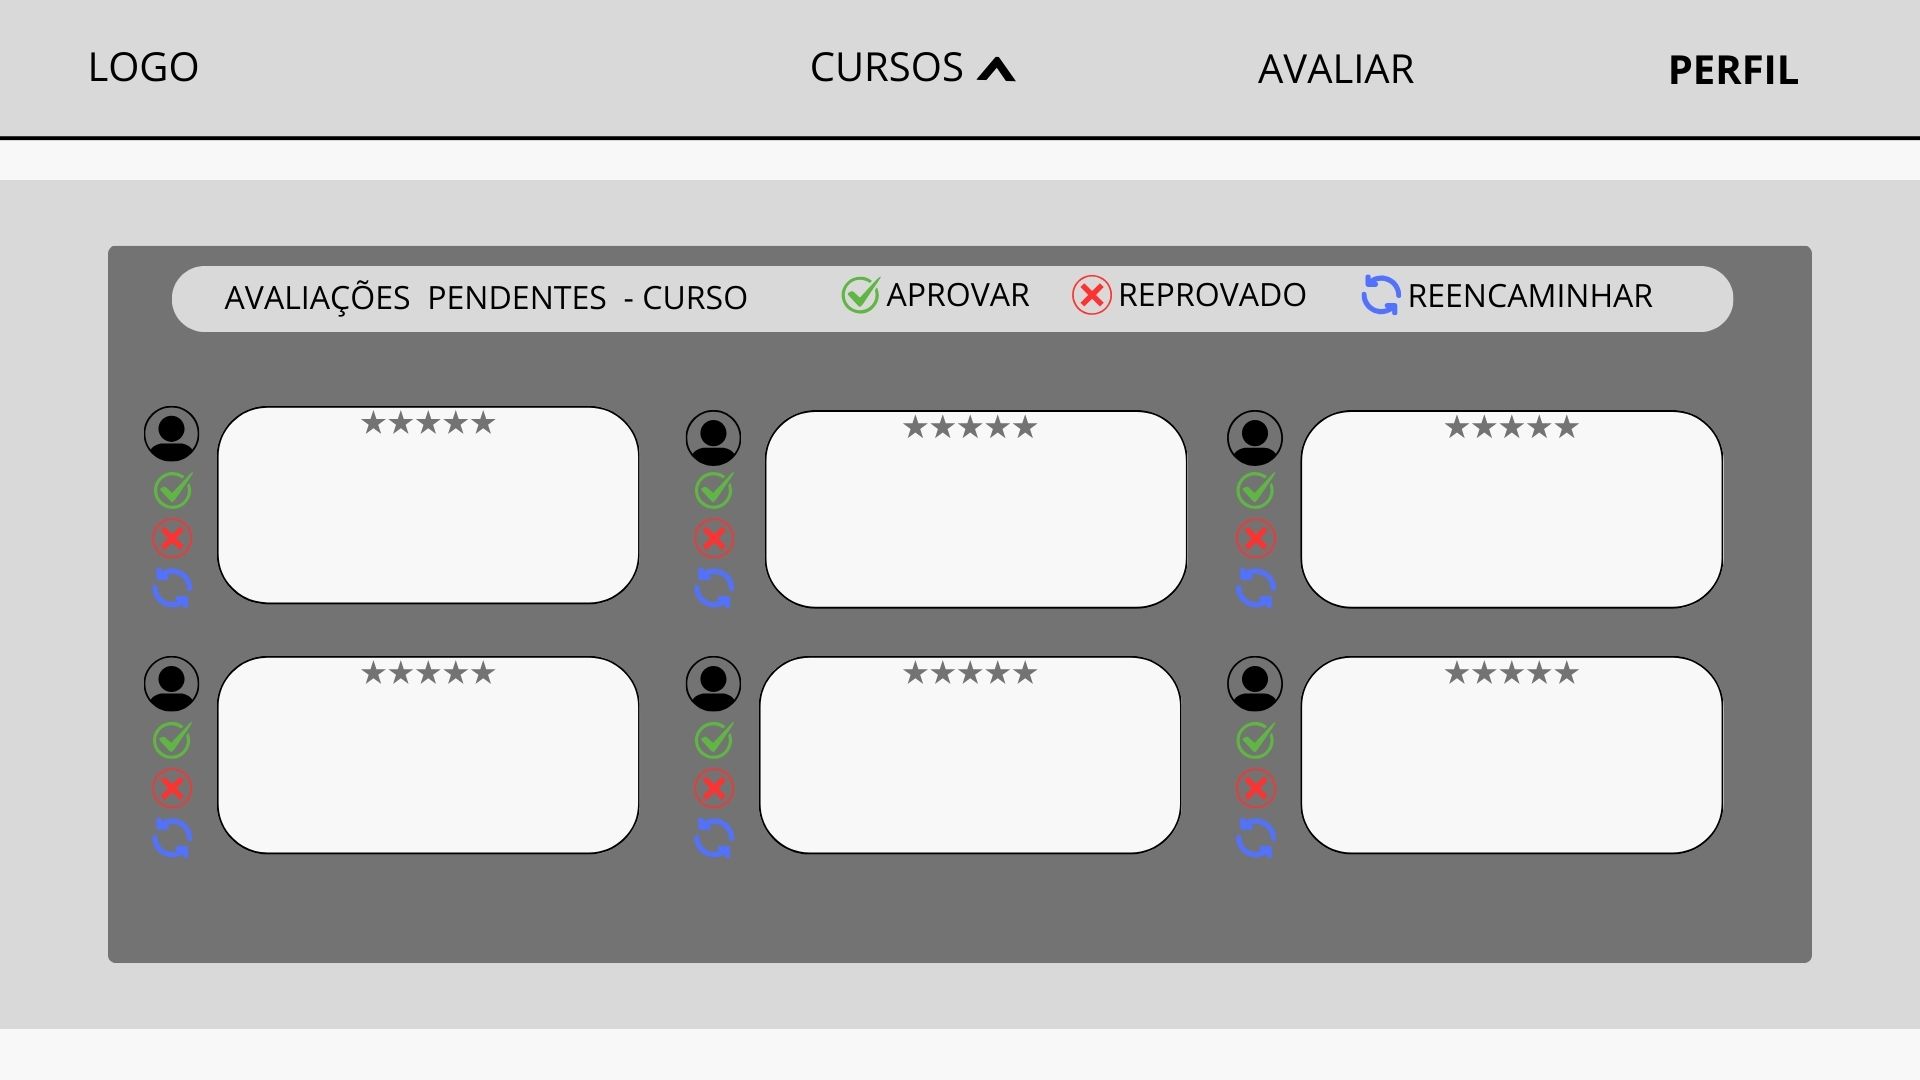 LOGO
CURSOS
AVALIAR
PERFIL
AVALIAÇÕES PENDENTES - CURSO
APROVAR
REPROVADO
REENCAMINHAR